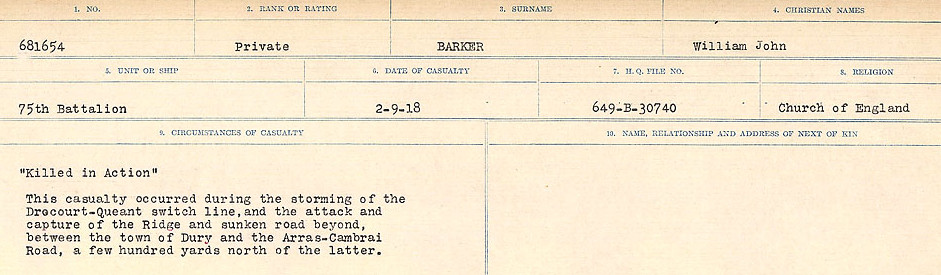 1. NO. 2. RANK OR RATING 3. SURNAME 4. CHRISTIAN NAMES
681654 Private BARKER William John
5. UNIT OR SHIP 6. DATE OF CASUALTY 7. H.Q. FILE NO. 8. RELIGION
75th Battalion 2-9-18 649-B-30740 Church of England
9. CIRCUMSTANCES OF CASUALTY 10. NAME, RELATIONSHIP AND ADDRESS OF NEXT OF KIN
"Killed in Action"
This casualty occurred during the storming of the
Drocourt-Queant switch line,and the attack and
capture of the Ridge and sunken road beyond,
between the town of Dury and the Arras-Cambrai
Road, a few hundred yards north of the latter.